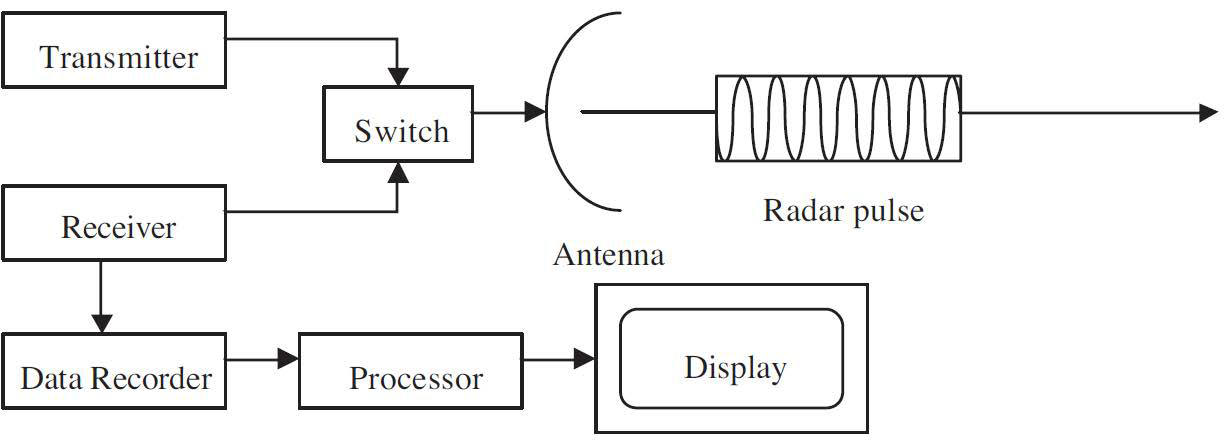 Transmitter
Switch
Receiver
Radar pulse
Antenna
Data Recorder
Processor
Display